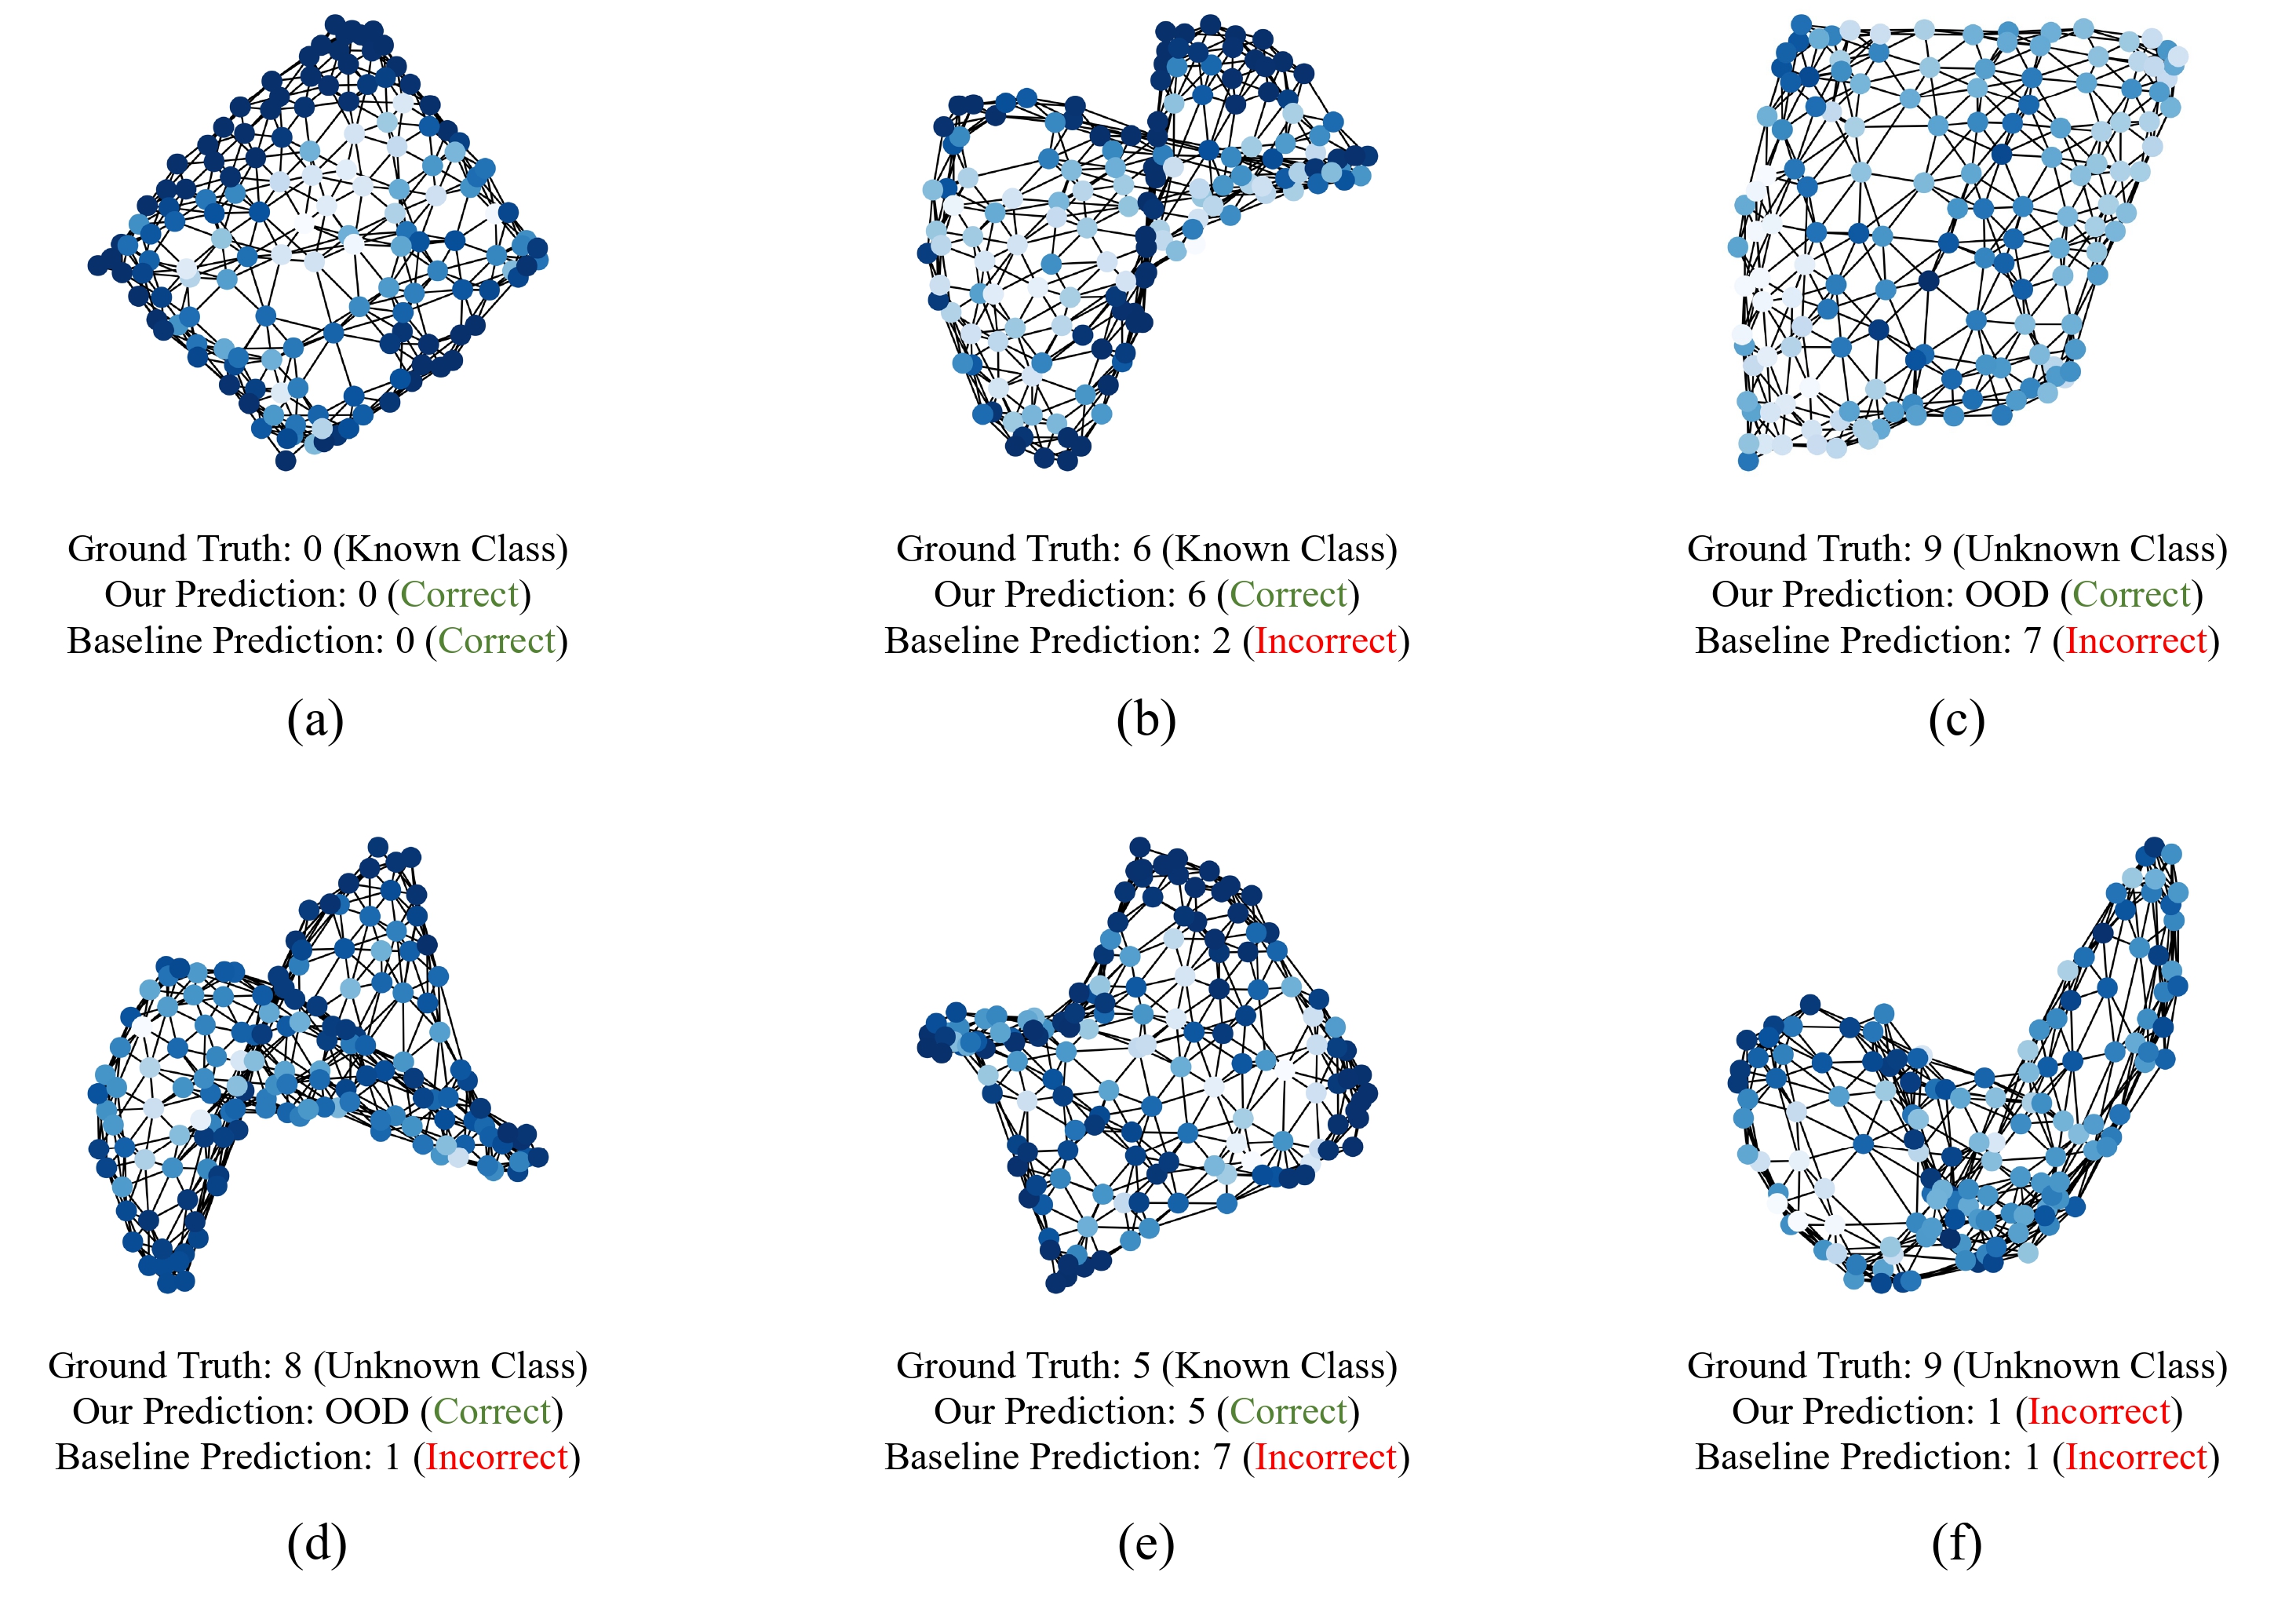 Ground Truth: 0 (Known Class)
Our Prediction: 0 (Correct)
Baseline Prediction: 0 (Correct)
(a)
Ground Truth: 6 (Known Class)
Our Prediction: 6 (Correct)
Baseline Prediction: 2 (Incorrect)
(b)
Ground Truth: 9 (Unknown Class)
Our Prediction: OOD (Correct)
Baseline Prediction: 7 (Incorrect)
(c)
Ground Truth: 8 (Unknown Class)
Our Prediction: OOD (Correct)
Baseline Prediction: 1 (Incorrect)
(d)
Ground Truth: 5 (Known Class)
Our Prediction: 5 (Correct)
Baseline Prediction: 7 (Incorrect)
(e)
Ground Truth: 9 (Unknown Class)
Our Prediction: 1 (Incorrect)
Baseline Prediction: 1 (Incorrect)
(f)